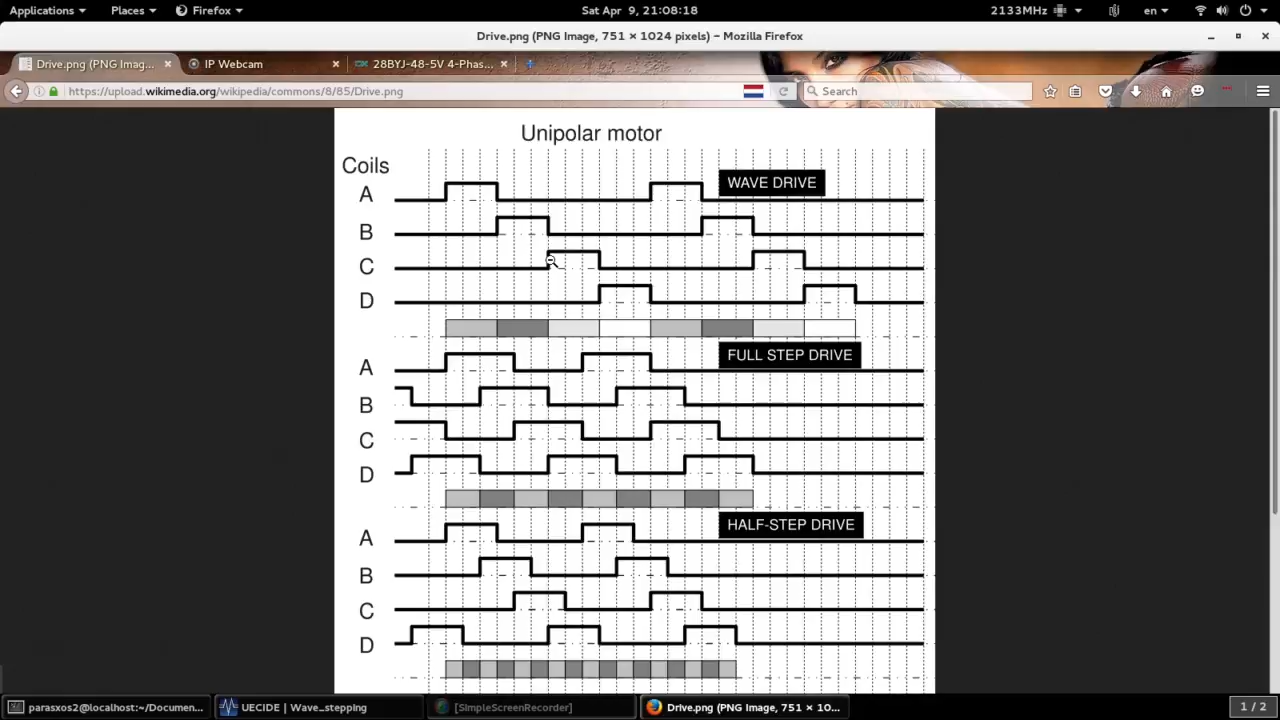 Applications Places Firefox Sat Apr 9, 21:08:18 2133MHz en
Drive.png (PNG Image, 751 × 1024 pixels) – Mozilla Firefox
Drive.png (PNG Imag... IP Webcam 28BYJ-48-5V 4-Phas...
https://upload.wikimedia.org/wikipedia/commons/8/85/Drive.png Search
Unipolar motor
Coils
A WAVE DRIVE
B
C
D
FULL STEP DRIVE
A
B
C
D
HALF-STEP DRIVE
A
B
C
D
parasxos2@localhost:~/Documen... UECIDE | Wave_stepping [SimpleScreenRecorder] Drive.png (PNG Image, 751 × 10... 1 / 2